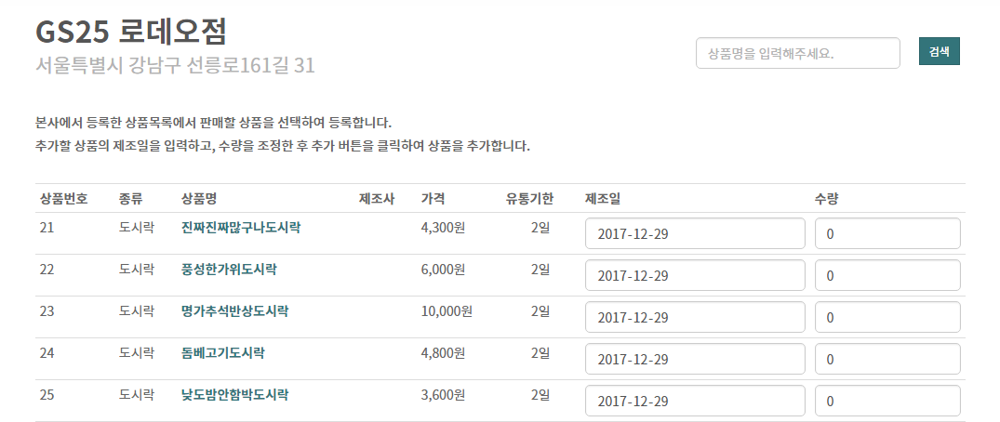 GS25 로데오점
서울특별시 강남구 선릉로161길 31
상품명을 입력해주세요.
검색
본사에서 등록한 상품목록에서 판매할 상품을 선택하여 등록합니다.
추가할 상품의 제조일을 입력하고, 수량을 조정한 후 추가 버튼을 클릭하여 상품을 추가합니다.
상품번호 종류 상품명 제조사 가격 유통기한 제조일 수량
21 도시락 진짜진짜많구나도시락 4,300원 2일 2017-12-29 0
22 도시락 풍성한가위도시락 6,000원 2일 2017-12-29 0
23 도시락 명가추석반상도시락 10,000원 2일 2017-12-29 0
24 도시락 돔베고기도시락 4,800원 2일 2017-12-29 0
25 도시락 낮도밤안함박도시락 3,600원 2일 2017-12-29 0